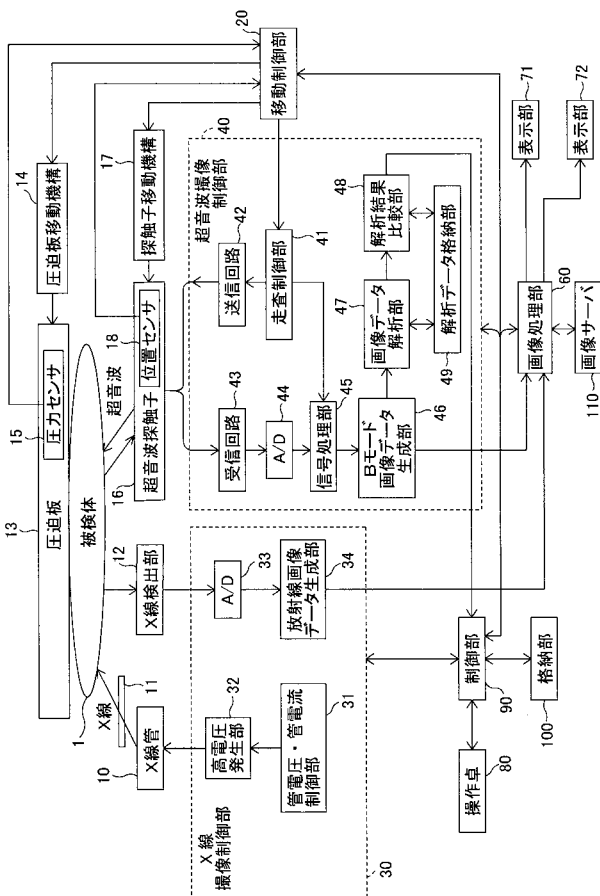 20
移動制御部
14
圧迫板移動機構
17
探触子移動機構
13
圧迫板
15
圧力センサ
被検体
1
超音波
16
超音波探触子
18
位置センサ
X線
11
10
X線管
12
X線検出部
40
超音波撮像
制御部
42
送信回路
41
走査制御部
43
受信回路
44
A/D
45
信号処理部
46
Bモード
画像データ
生成部
47
画像データ
解析部
48
解析結果
比較部
49
解析データ格納部
30
X線
撮像制御部
31
管電圧・管電流
制御部
32
高電圧
発生部
33
A/D
34
放射線画像
データ生成部
60
画像処理部
71
表示部
72
表示部
110
画像サーバ
80
操作卓
90
制御部
100
格納部